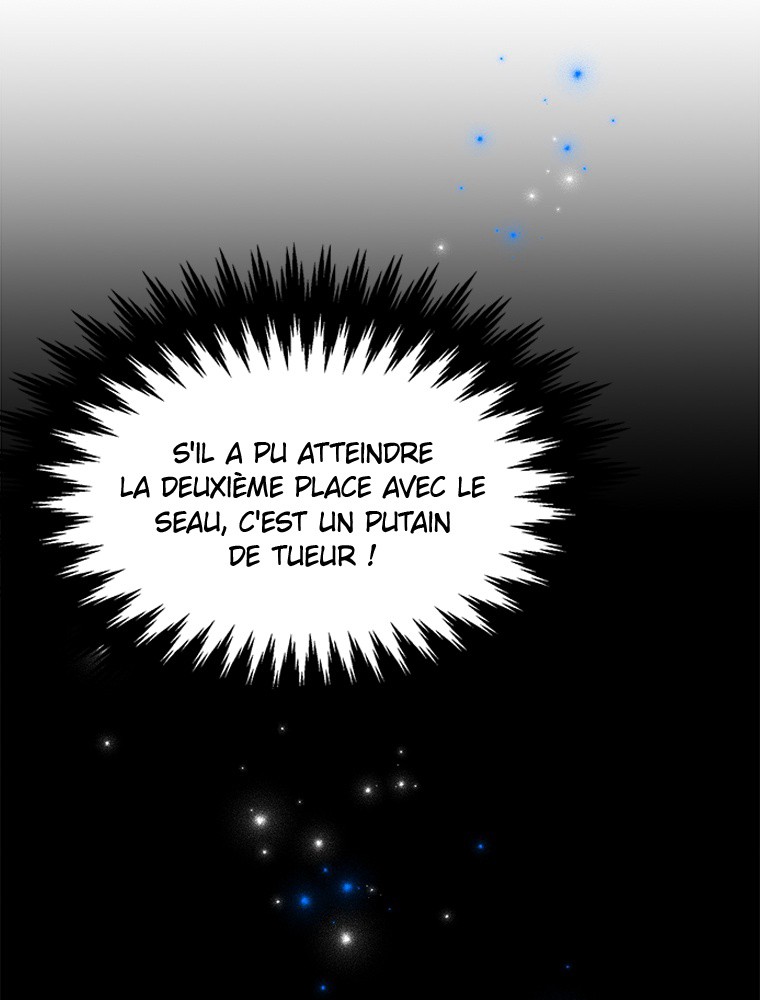 S'IL A PU ATTEINDRE
LA DEUXIÈME PLACE AVEC LE
SEAU, C'EST UN PUTAIN
DE TUEUR !